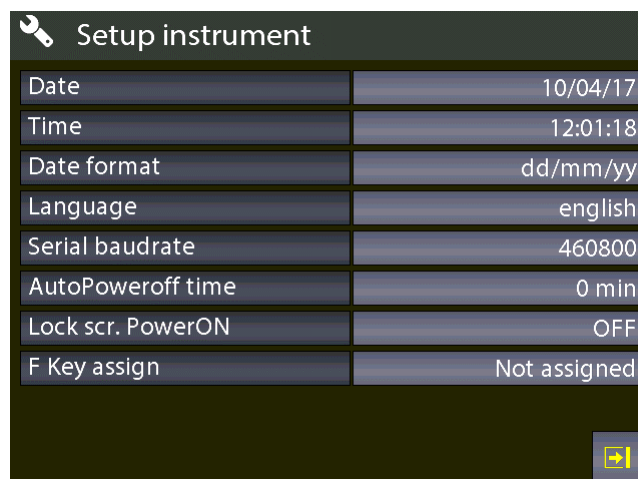 Setup instrument
Date 10/04/17
Time 12:01:18
Date format dd/mm/yy
Language english
Serial baudrate 460800
AutoPoweroff time 0 min
Lock scr. PowerON OFF
F Key assign Not assigned